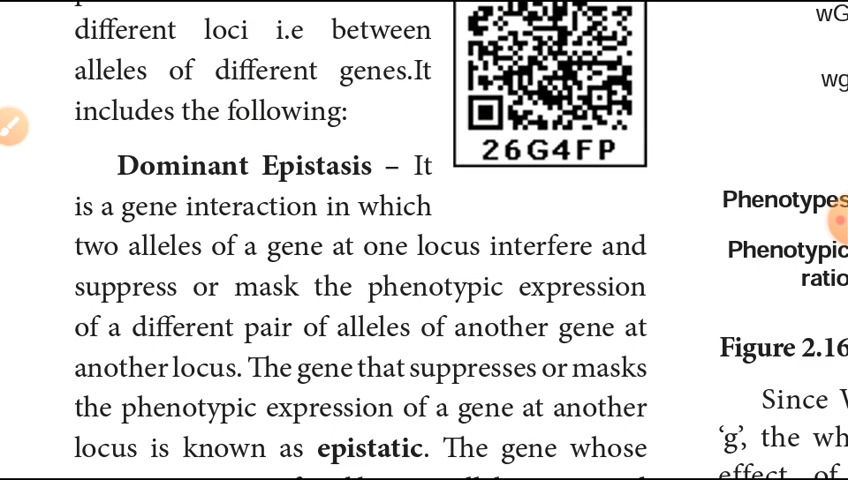 different loci i.e between
alleles of different genes.It
includes the following:
26G4FP
Dominant Epistasis – It
is a gene interaction in which
two alleles of a gene at one locus interfere and
suppress or mask the phenotypic expression
of a different pair of alleles of another gene at
another locus. The gene that suppresses or masks
the phenotypic expression of a gene at another
locus is known as epistatic. The gene whose
wG
wg
Phenotypes
Phenotypic
ratio
Figure 2.16
Since W
‘g’, the wh
effect of